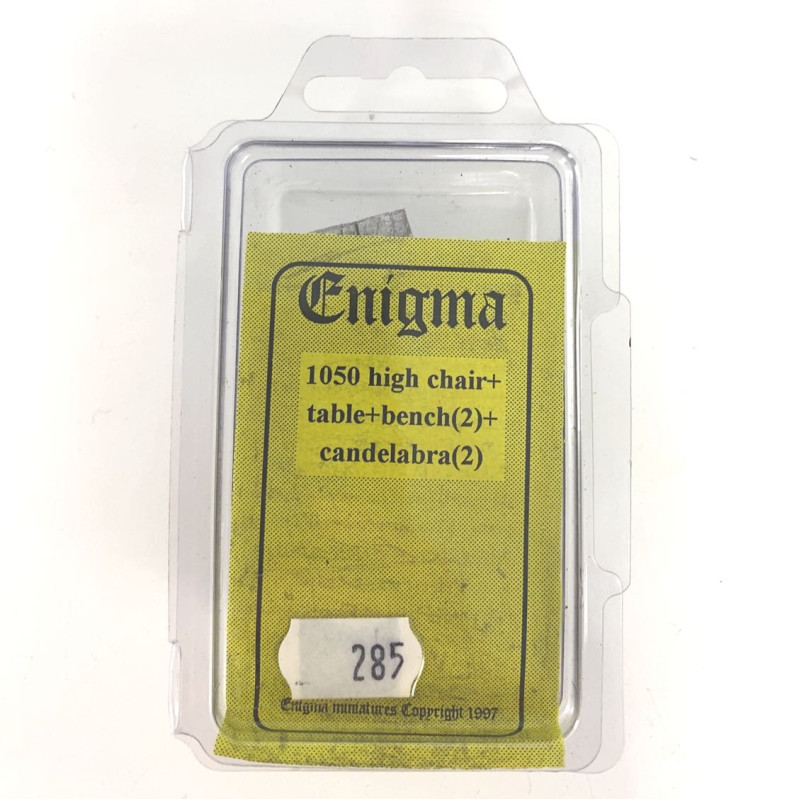 Enigma
1050 high chair+
table+bench(2)+
candelabra(2)
285
Enigma miniatures Copyright 1997